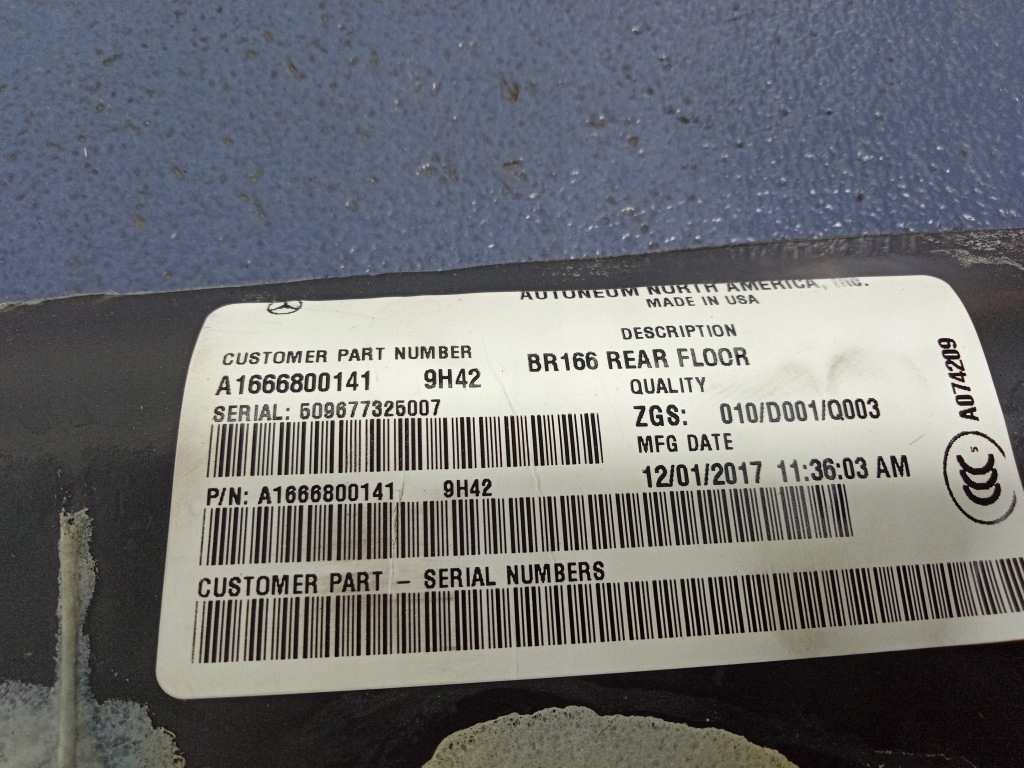 AUTONEUM NORTH AMERICA, INC.
MADE IN USA
CUSTOMER PART NUMBER
A1666800141 9H42
SERIAL: 509677325007
DESCRIPTION
BR166 REAR FLOOR
QUALITY
ZGS: 010/D001/Q003
MFG DATE
12/01/2017 11:36:03 AM
P/N: A1666800141 9H42
CUSTOMER PART – SERIAL NUMBERS
A074209
CCC S